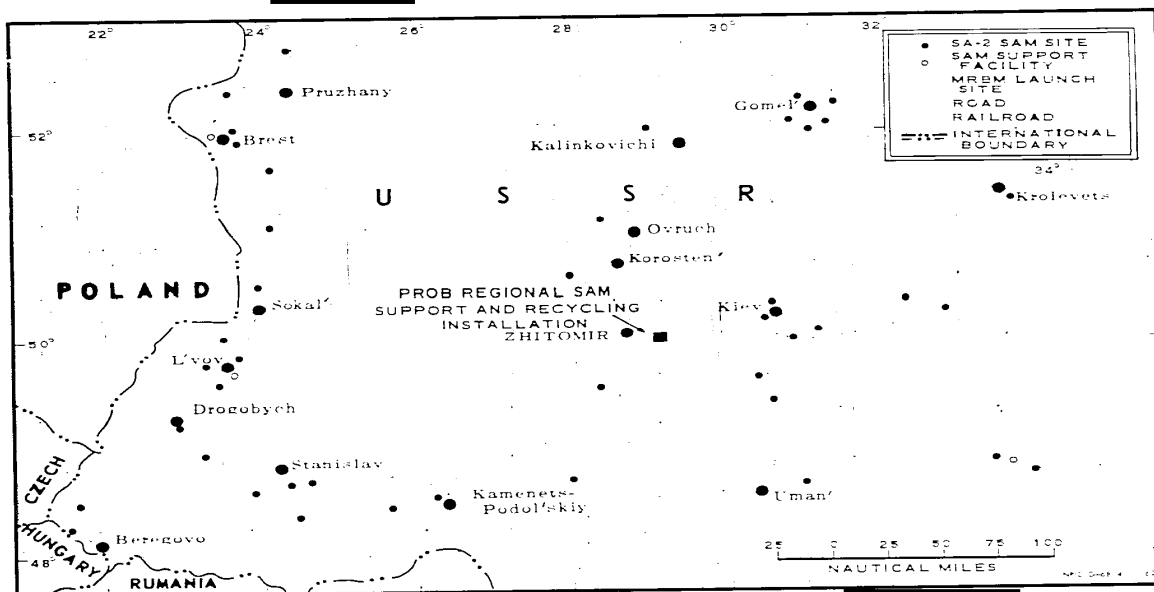 22° 24° 26° 28° 30° 32°
SA-2 SAM SITE
SAM SUPPORT
FACILITY
MRBM LAUNCH
SITE
ROAD
RAILROAD
INTERNATIONAL
BOUNDARY
Pruzhany
Gomel'
52°
Brest
Kalinkovichi
34°
U S S R
Krolevets
Ovruch
Korosten'
POLAND
PROB REGIONAL SAM
SUPPORT AND RECYCLING
INSTALLATION
Sokal'
Kiev
ZHITOMIR
50°
L'vov
Drogobych
CZECH
Stanislav
Kamenets-
Podol'skiy
Uman'
HUNGARY
Beregovo
48°
RUMANIA
25 0 25 50 75 100
NAUTICAL MILES